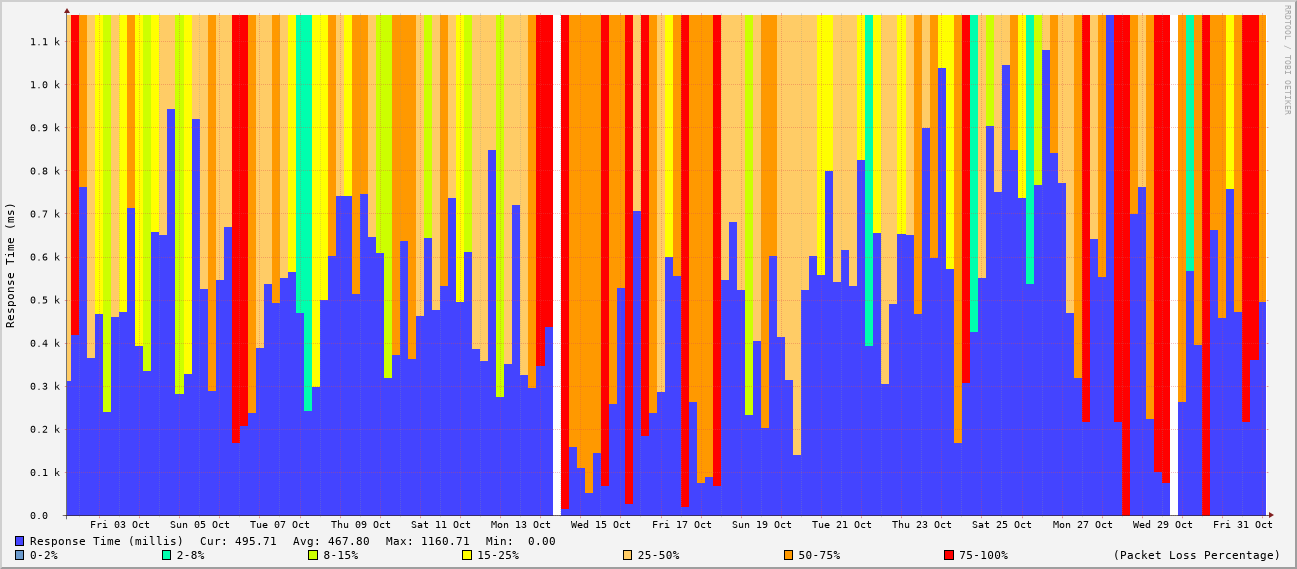 RRDTOOL / TOBI OETIKER
Response Time (ms)
1.1 k
1.0 k
0.9 k
0.8 k
0.7 k
0.6 k
0.5 k
0.4 k
0.3 k
0.2 k
0.1 k
0.0
Fri 03 Oct Sun 05 Oct Tue 07 Oct Thu 09 Oct Sat 11 Oct Mon 13 Oct Wed 15 Oct Fri 17 Oct Sun 19 Oct Tue 21 Oct Thu 23 Oct Sat 25 Oct Mon 27 Oct Wed 29 Oct Fri 31 Oct
Response Time (millis) Cur: 495.71 Avg: 467.80 Max: 1160.71 Min: 0.00
0-2% 2-8% 8-15% 15-25% 25-50% 50-75% 75-100% (Packet Loss Percentage)